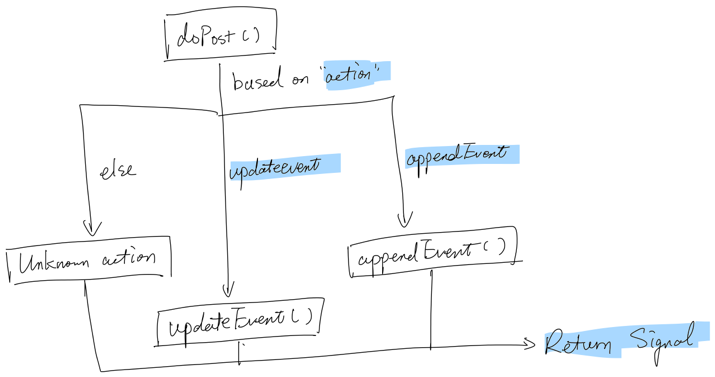 doPost()
based on "action"
else
updateevent
appendEvent
Unknown action
appendEvent()
updateEvent()
Return Signal